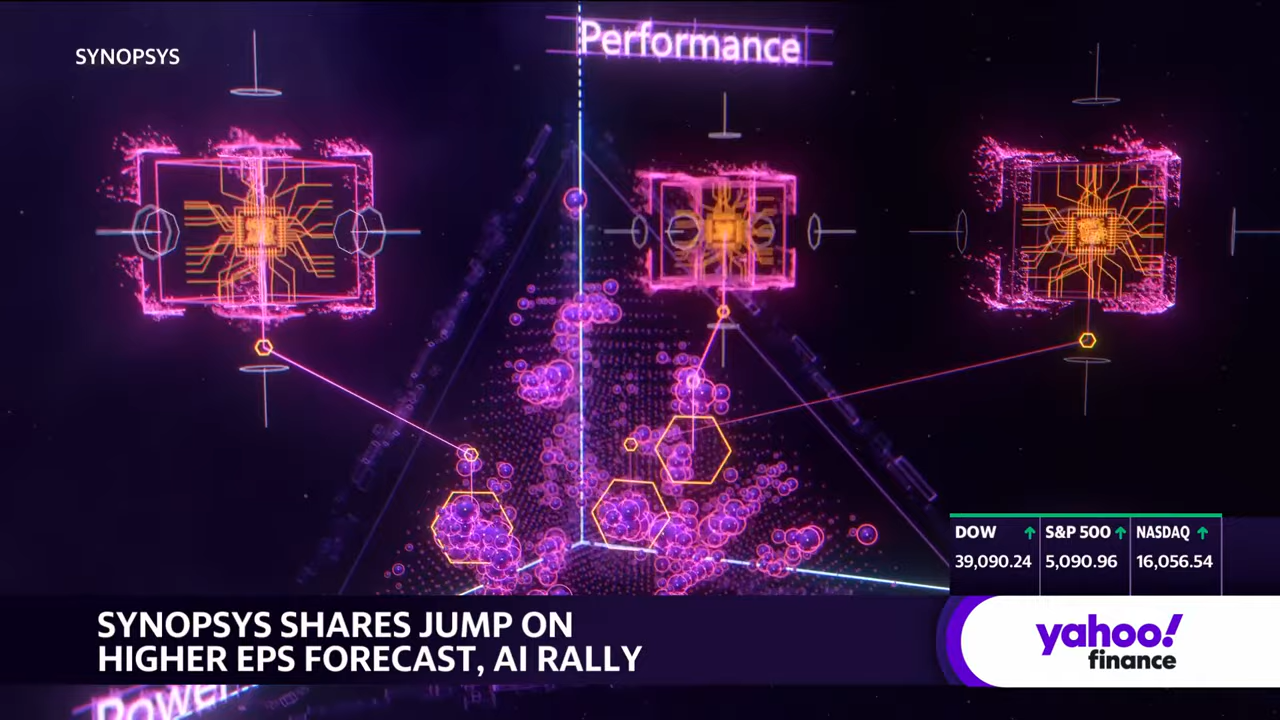 SYNOPSYS
Performance
DOW
39,090.24
S&P 500
5,090.96
NASDAQ
16,056.54
SYNOPSYS SHARES JUMP ON
HIGHER EPS FORECAST, AI RALLY
yahoo!
finance
Power